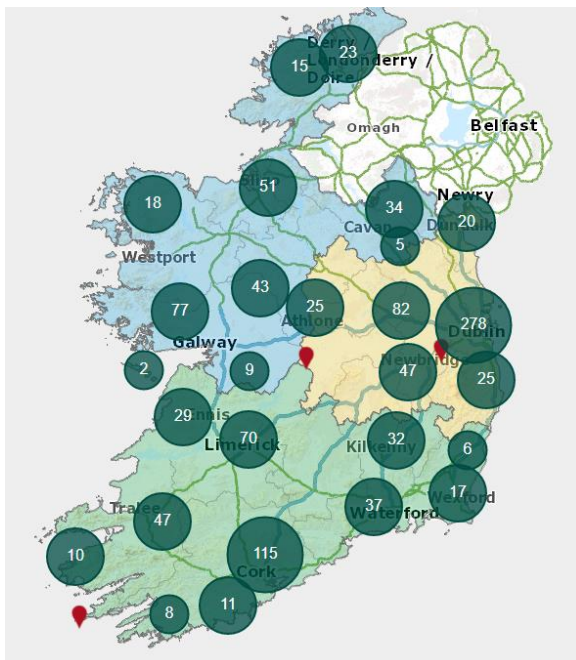 Derry /
23
Londonderry /
15
Doire
Omagh
Belfast
51
Sligo
18
34
Newry
20
Cavan
Dundalk
5
Westport
43
25
82
77
Athlone
278
Dublin
Galway
Newbridge
2
9
47
25
29
Ennis
70
32
Limerick
Kilkenny
6
17
Wexford
37
Tralee
47
Waterford
10
115
Cork
11
8